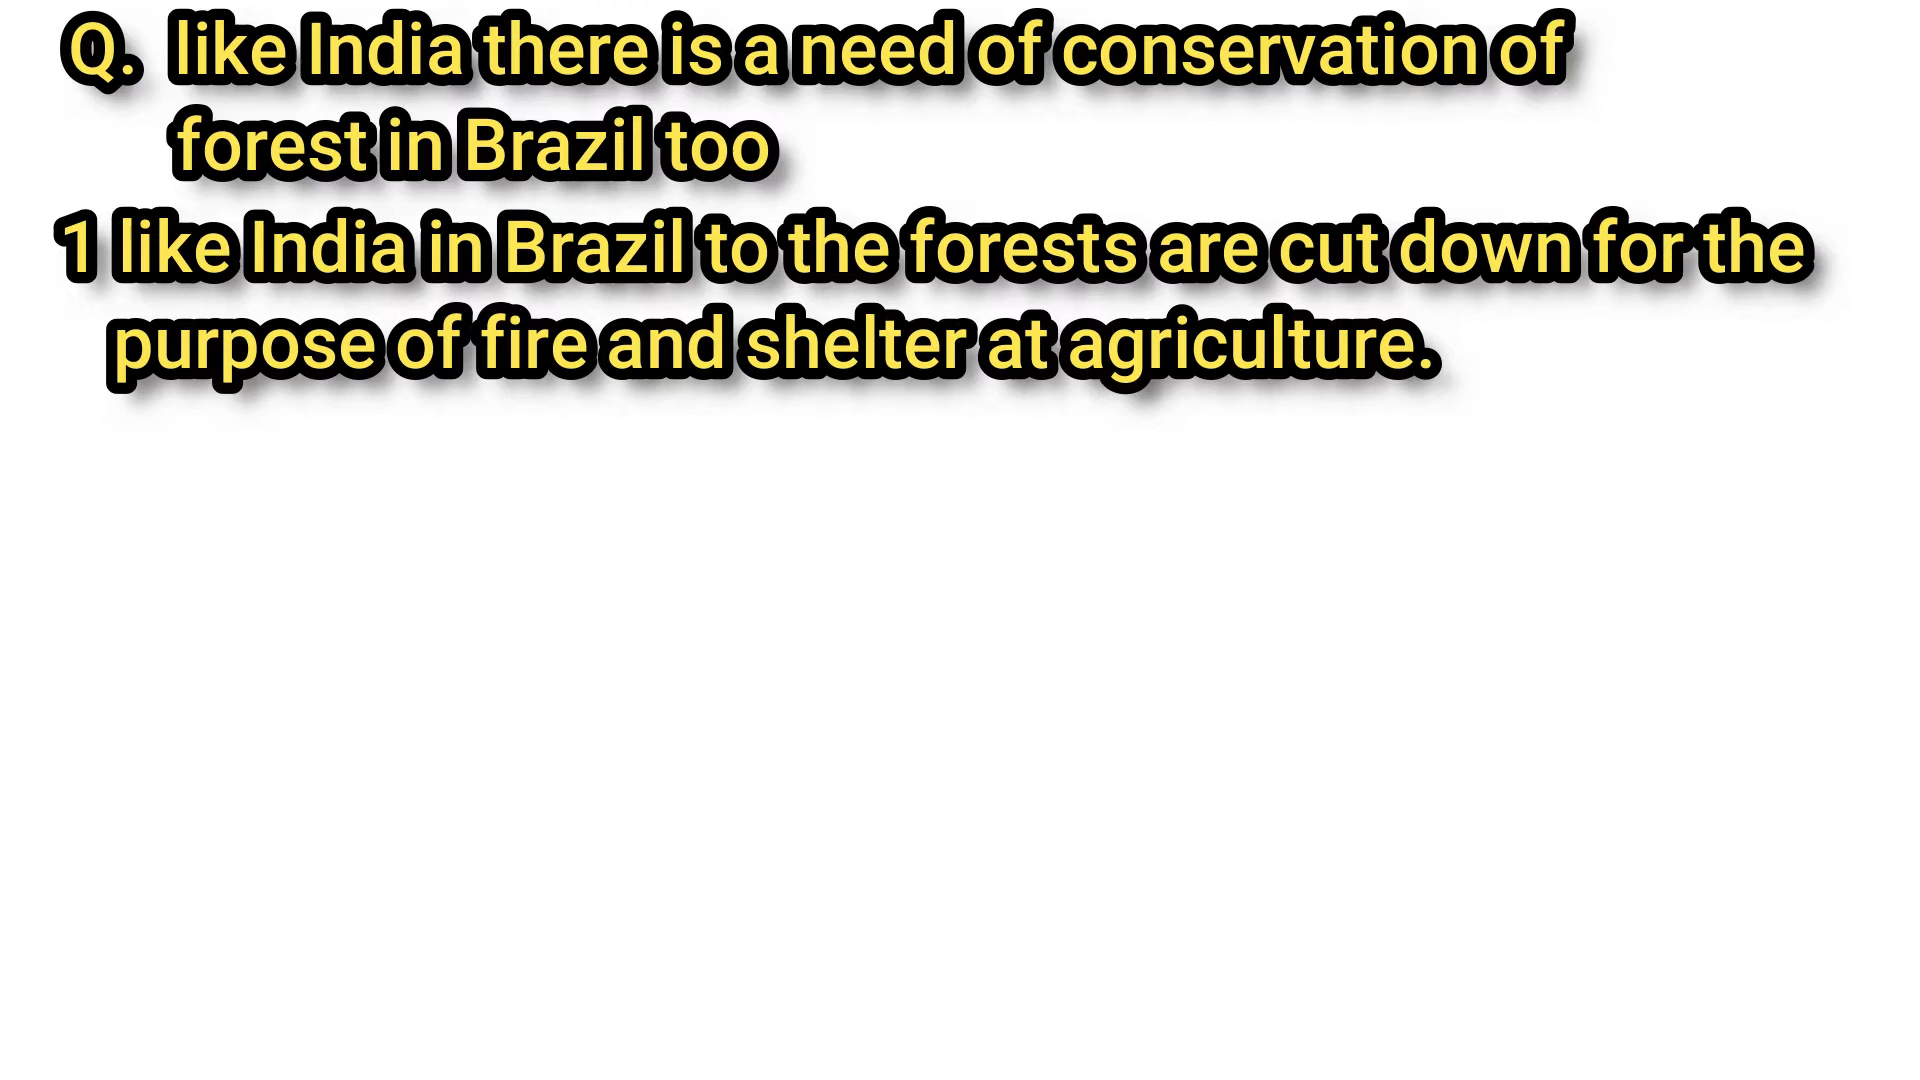 Q. like India there is a need of conservation of
forest in Brazil too
1 like India in Brazil to the forests are cut down for the
purpose of fire and shelter at agriculture.